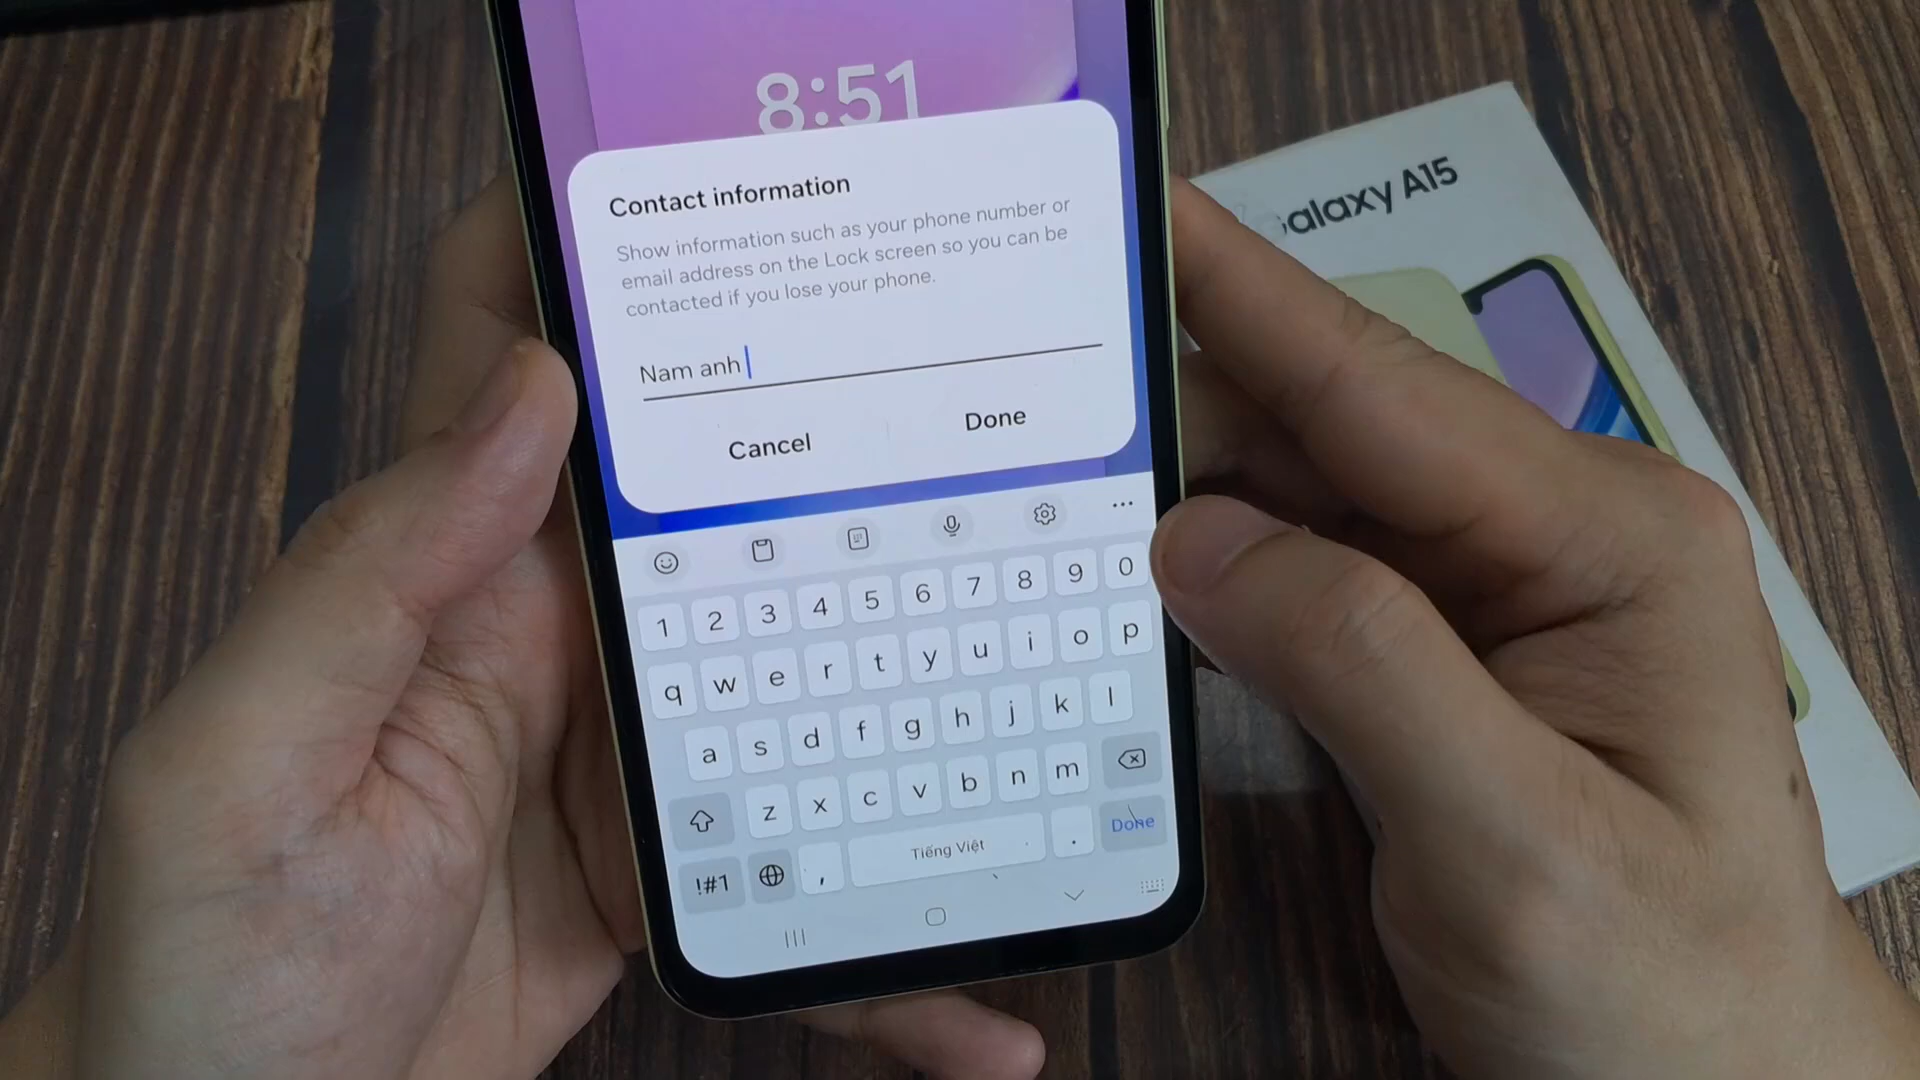 8:51
Contact information
Show information such as your phone number or
email address on the Lock screen so you can be
contacted if you lose your phone.
Nam anh
Cancel Done
1 2 3 4 5 6 7 8 9 0
q w e r t y u i o p
a s d f g h j k l
z x c v b n m
!#1 , Tiếng Việt . Done
Galaxy A15